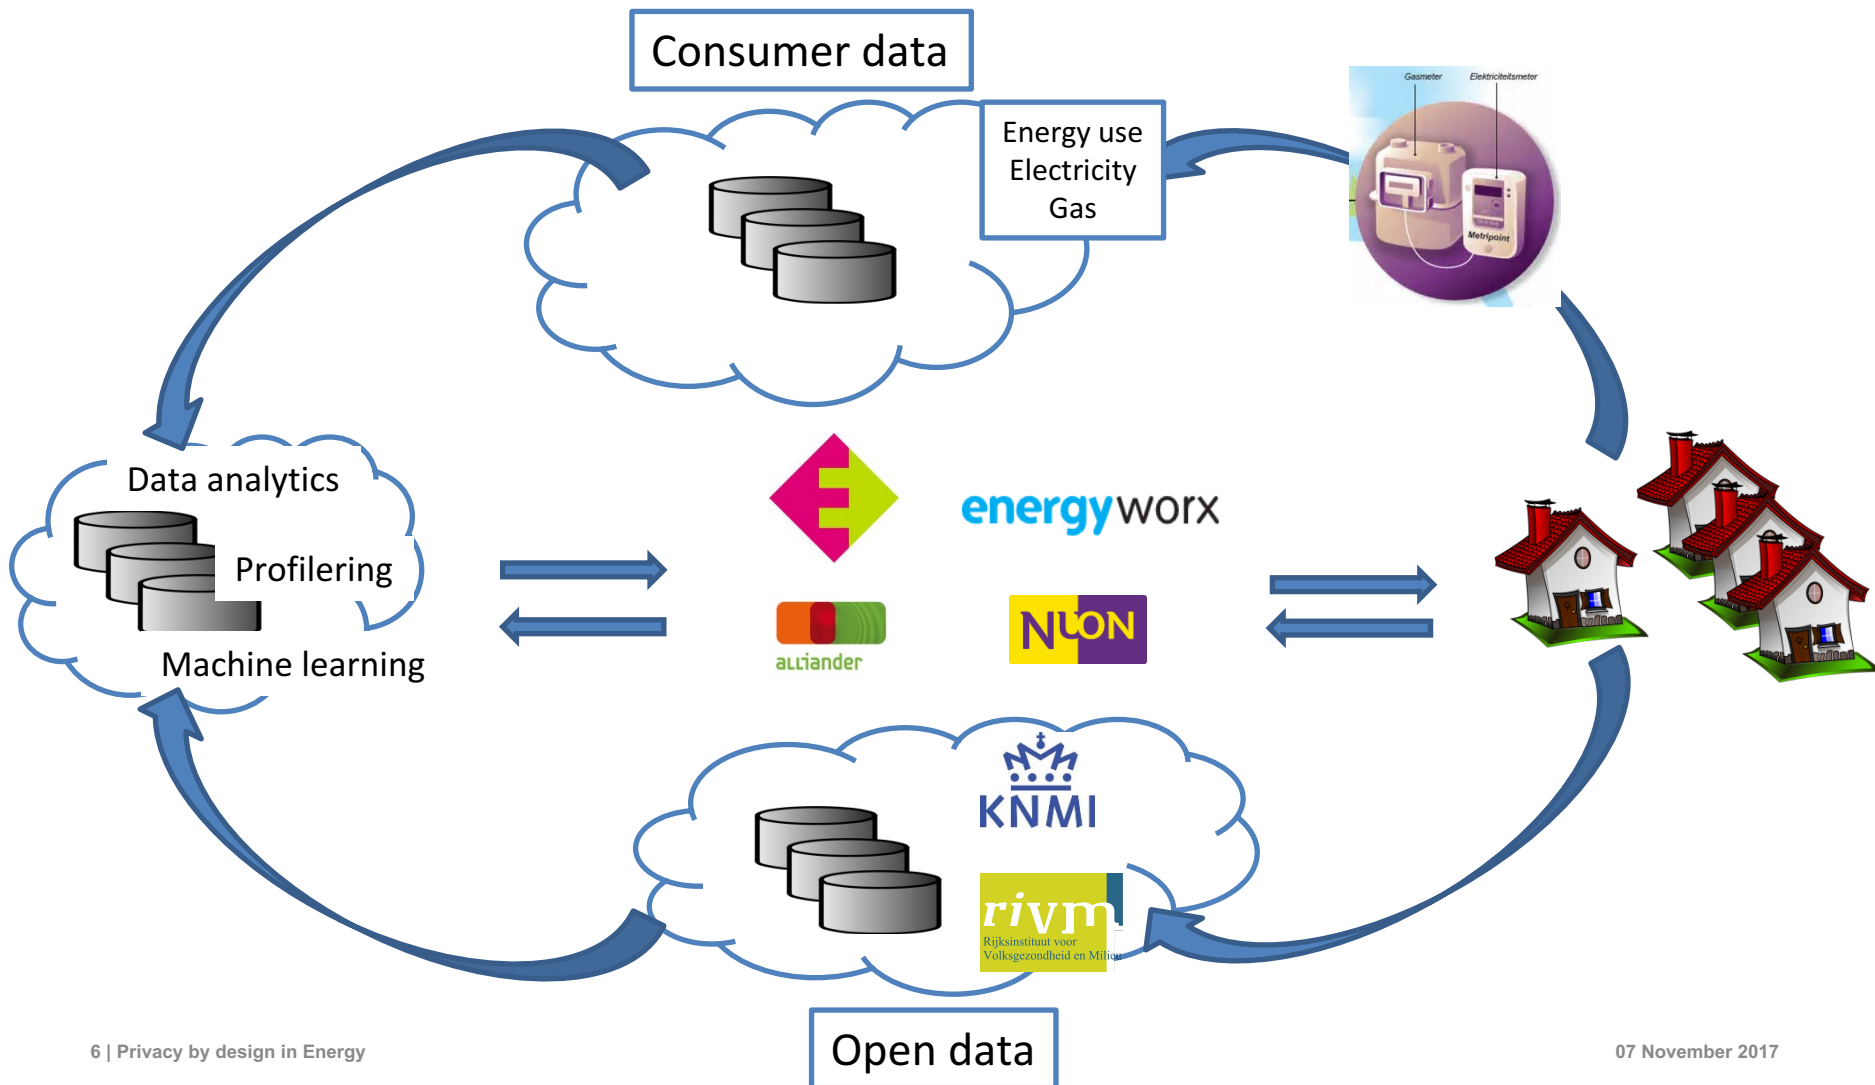 Consumer data
Gasmeter Elektriciteitsmeter
Energy use
Electricity
Gas
Metripoint
Data analytics
Profilering
Machine learning
E
energyworx
alliander
NUON
KNMI
rivm
Rijksinstituut voor
Volksgezondheid en Milieu
Open data
6 | Privacy by design in Energy
07 November 2017